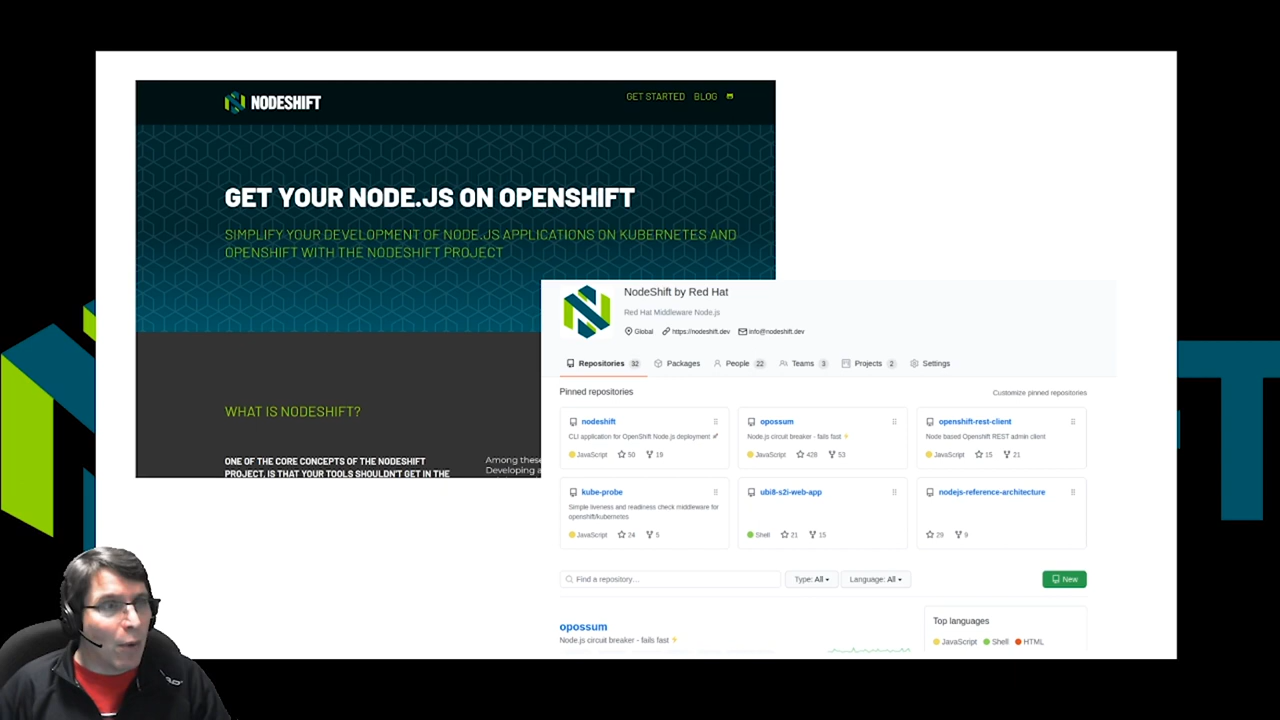 NODESHIFT
GET STARTED BLOG
GET YOUR NODE.JS ON OPENSHIFT
SIMPLIFY YOUR DEVELOPMENT OF NODE.JS APPLICATIONS ON KUBERNETES AND
OPENSHIFT WITH THE NODESHIFT PROJECT
WHAT IS NODESHIFT?
ONE OF THE CORE CONCEPTS OF THE NODESHIFT
PROJECT, IS THAT YOUR TOOLS SHOULDN'T GET IN THE
Among these
Developing a
NodeShift by Red Hat
Red Hat Middleware Node.js
Global https://nodeshift.dev info@nodeshift.dev
Repositories 32 Packages People 22 Teams 3 Projects 2 Settings
Pinned repositories Customize pinned repositories
nodeshift
CLI application for OpenShift Node.js deployment
JavaScript 50 19
opossum
Node.js circuit breaker - fails fast ⚡
JavaScript 428 53
openshift-rest-client
Node based Openshift REST admin client
JavaScript 15 21
kube-probe
Simple liveness and readiness check middleware for
openshift/kubernetes
JavaScript 24 5
ubi8-s2i-web-app
Shell 21 15
nodejs-reference-architecture
29 9
Find a repository... Type: All Language: All New
opossum
Node.js circuit breaker - fails fast ⚡
Top languages
JavaScript Shell HTML